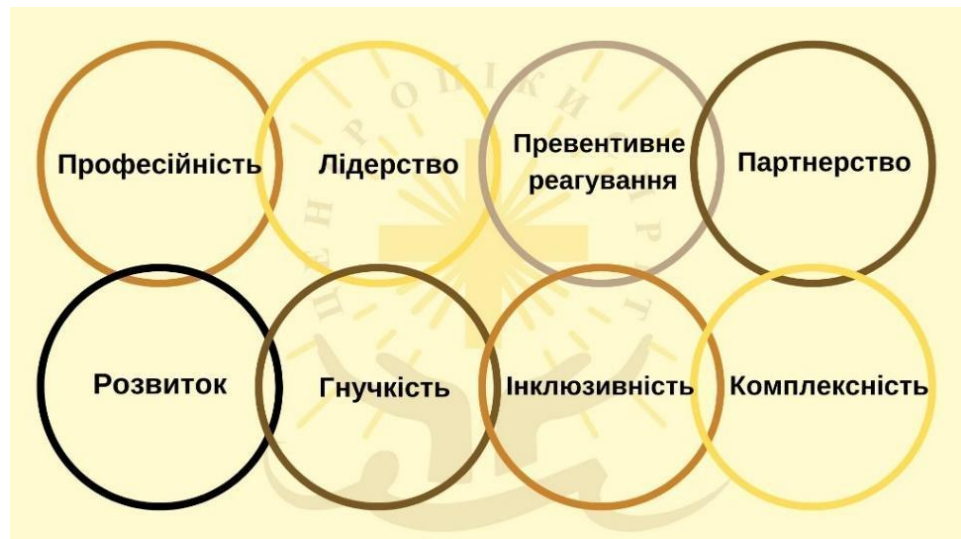 Професійність
Лідерство
Превентивне
реагування
Партнерство
Розвиток
Гнучкість
Інклюзивність
Комплексність